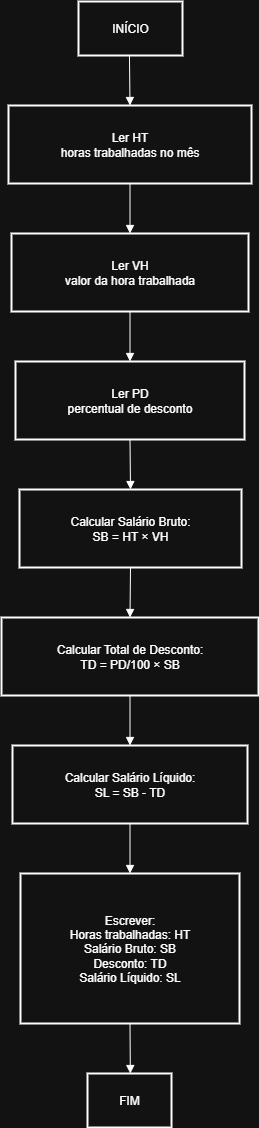 INÍCIO
Ler HT
horas trabalhadas no mês
Ler VH
valor da hora trabalhada
Ler PD
percentual de desconto
Calcular Salário Bruto:
SB = HT × VH
Calcular Total de Desconto:
TD = PD/100 × SB
Calcular Salário Líquido:
SL = SB - TD
Escrever:
Horas trabalhadas: HT
Salário Bruto: SB
Desconto: TD
Salário Líquido: SL
FIM